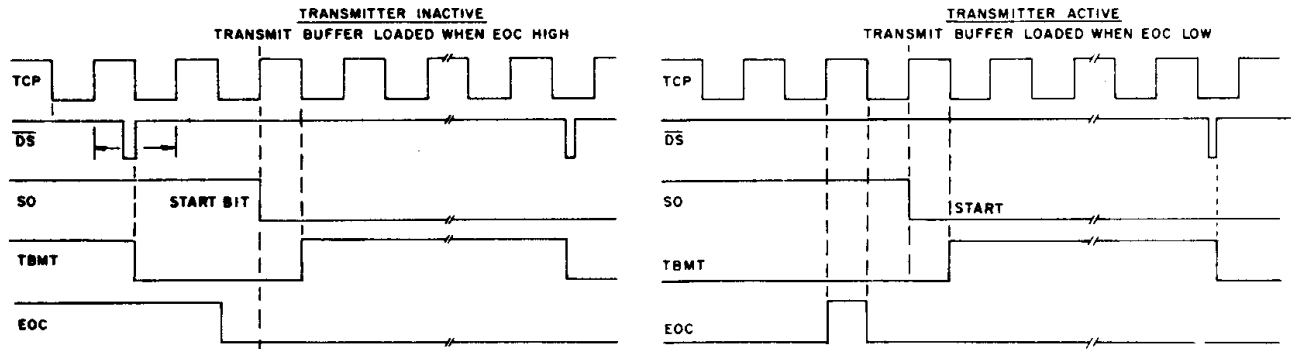 TRANSMITTER INACTIVE
TRANSMIT BUFFER LOADED WHEN EOC HIGH
TCP
DS
SO
START BIT
TBMT
EOC
TRANSMITTER ACTIVE
TRANSMIT BUFFER LOADED WHEN EOC LOW
TCP
DS
SO
START
TBMT
EOC